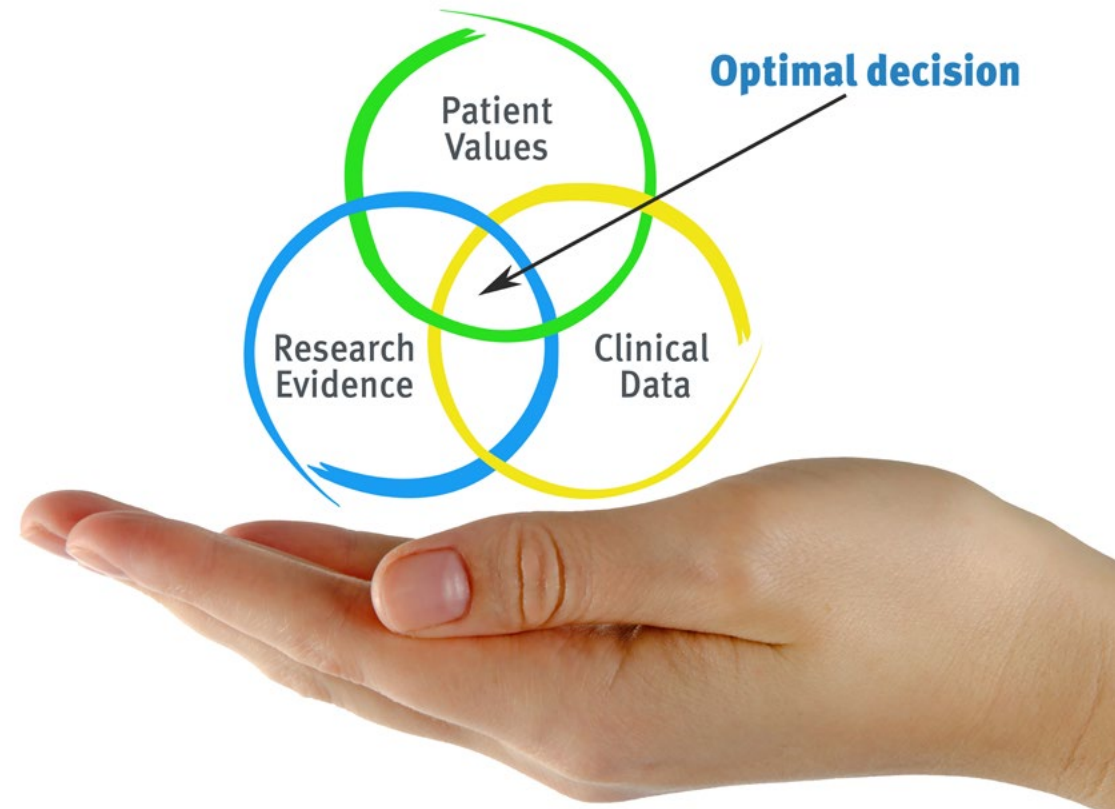 Optimal decision
Patient
Values
Research
Evidence
Clinical
Data